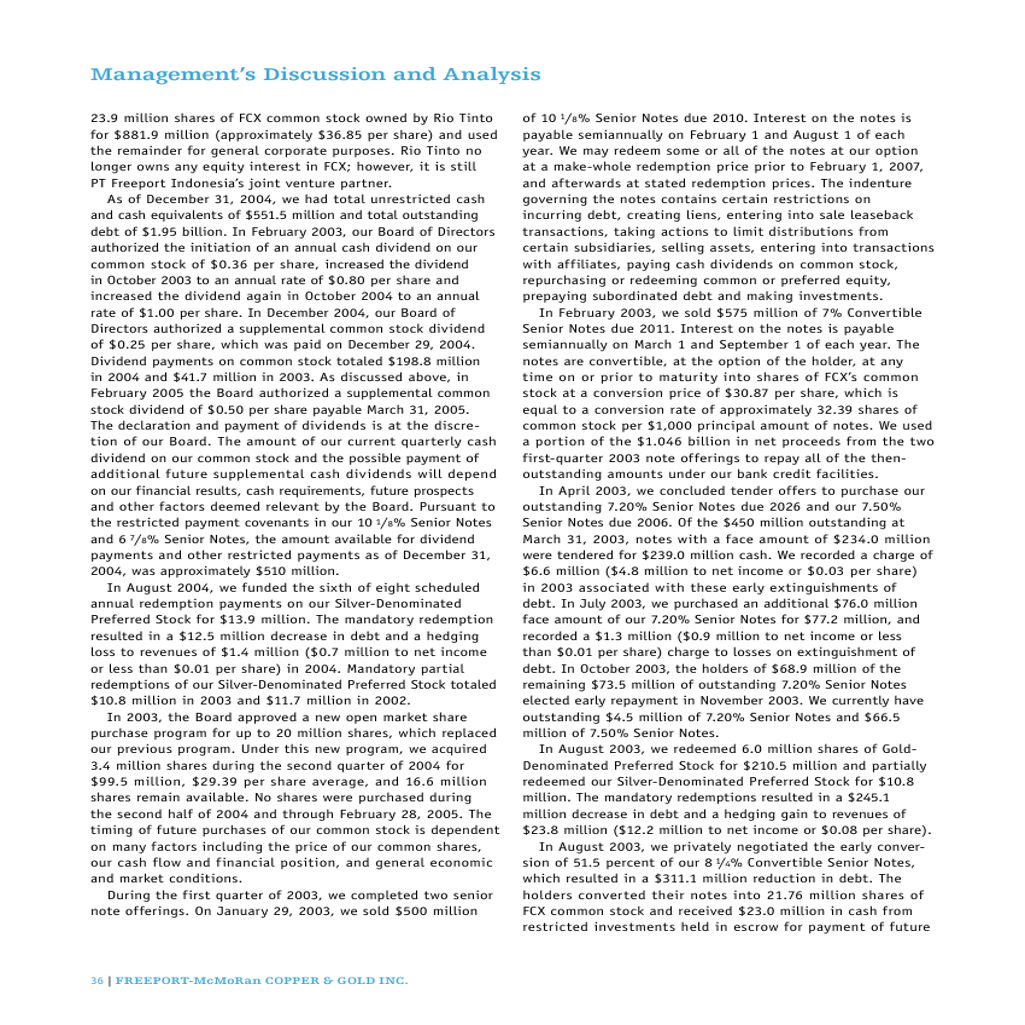 Management's Discussion and Analysis
23.9 million shares of FCX common stock owned by Rio Tinto
for $881.9 million (approximately $36.85 per share) and used
the remainder for general corporate purposes. Rio Tinto no
longer owns any equity interest in FCX; however, it is still
PT Freeport Indonesia's joint venture partner.
As of December 31, 2004, we had total unrestricted cash
and cash equivalents of $551.5 million and total outstanding
debt of $1.95 billion. In February 2003, our Board of Directors
authorized the initiation of an annual cash dividend on our
common stock of $0.36 per share, increased the dividend
in October 2003 to an annual rate of $0.80 per share and
increased the dividend again in October 2004 to an annual
rate of $1.00 per share. In December 2004, our Board of
Directors authorized a supplemental common stock dividend
of $0.25 per share, which was paid on December 29, 2004.
Dividend payments on common stock totaled $198.8 million
in 2004 and $41.7 million in 2003. As discussed above, in
February 2005 the Board authorized a supplemental common
stock dividend of $0.50 per share payable March 31, 2005.
The declaration and payment of dividends is at the discre-
tion of our Board. The amount of our current quarterly cash
dividend on our common stock and the possible payment of
additional future supplemental cash dividends will depend
on our financial results, cash requirements, future prospects
and other factors deemed relevant by the Board. Pursuant to
the restricted payment covenants in our 10 1/8% Senior Notes
and 6 7/8% Senior Notes, the amount available for dividend
payments and other restricted payments as of December 31,
2004, was approximately $510 million.
In August 2004, we funded the sixth of eight scheduled
annual redemption payments on our Silver-Denominated
Preferred Stock for $13.9 million. The mandatory redemption
resulted in a $12.5 million decrease in debt and a hedging
loss to revenues of $1.4 million ($0.7 million to net income
or less than $0.01 per share) in 2004. Mandatory partial
redemptions of our Silver-Denominated Preferred Stock totaled
$10.8 million in 2003 and $11.7 million in 2002.
In 2003, the Board approved a new open market share
purchase program for up to 20 million shares, which replaced
our previous program. Under this new program, we acquired
3.4 million shares during the second quarter of 2004 for
$99.5 million, $29.39 per share average, and 16.6 million
shares remain available. No shares were purchased during
the second half of 2004 and through February 28, 2005. The
timing of future purchases of our common stock is dependent
on many factors including the price of our common shares,
our cash flow and financial position, and general economic
and market conditions.
During the first quarter of 2003, we completed two senior
note offerings. On January 29, 2003, we sold $500 million
of 10 1/8% Senior Notes due 2010. Interest on the notes is
payable semiannually on February 1 and August 1 of each
year. We may redeem some or all of the notes at our option
at a make-whole redemption price prior to February 1, 2007,
and afterwards at stated redemption prices. The indenture
governing the notes contains certain restrictions on
incurring debt, creating liens, entering into sale leaseback
transactions, taking actions to limit distributions from
certain subsidiaries, selling assets, entering into transactions
with affiliates, paying cash dividends on common stock,
repurchasing or redeeming common or preferred equity,
prepaying subordinated debt and making investments.
In February 2003, we sold $575 million of 7% Convertible
Senior Notes due 2011. Interest on the notes is payable
semiannually on March 1 and September 1 of each year. The
notes are convertible, at the option of the holder, at any
time on or prior to maturity into shares of FCX's common
stock at a conversion price of $30.87 per share, which is
equal to a conversion rate of approximately 32.39 shares of
common stock per $1,000 principal amount of notes. We used
a portion of the $1.046 billion in net proceeds from the two
first-quarter 2003 note offerings to repay all of the then-
outstanding amounts under our bank credit facilities.
In April 2003, we concluded tender offers to purchase our
outstanding 7.20% Senior Notes due 2026 and our 7.50%
Senior Notes due 2006. Of the $450 million outstanding at
March 31, 2003, notes with a face amount of $234.0 million
were tendered for $239.0 million cash. We recorded a charge of
$6.6 million ($4.8 million to net income or $0.03 per share)
in 2003 associated with these early extinguishments of
debt. In July 2003, we purchased an additional $76.0 million
face amount of our 7.20% Senior Notes for $77.2 million, and
recorded a $1.3 million ($0.9 million to net income or less
than $0.01 per share) charge to losses on extinguishment of
debt. In October 2003, the holders of $68.9 million of the
remaining $73.5 million of outstanding 7.20% Senior Notes
elected early repayment in November 2003. We currently have
outstanding $4.5 million of 7.20% Senior Notes and $66.5
million of 7.50% Senior Notes.
In August 2003, we redeemed 6.0 million shares of Gold-
Denominated Preferred Stock for $210.5 million and partially
redeemed our Silver-Denominated Preferred Stock for $10.8
million. The mandatory redemptions resulted in a $245.1
million decrease in debt and a hedging gain to revenues of
$23.8 million ($12.2 million to net income or $0.08 per share).
In August 2003, we privately negotiated the early conver-
sion of 51.5 percent of our 8 1/4% Convertible Senior Notes,
which resulted in a $311.1 million reduction in debt. The
holders converted their notes into 21.76 million shares of
FCX common stock and received $23.0 million in cash from
restricted investments held in escrow for payment of future
36 | FREEPORT-McMoRan COPPER & GOLD INC.